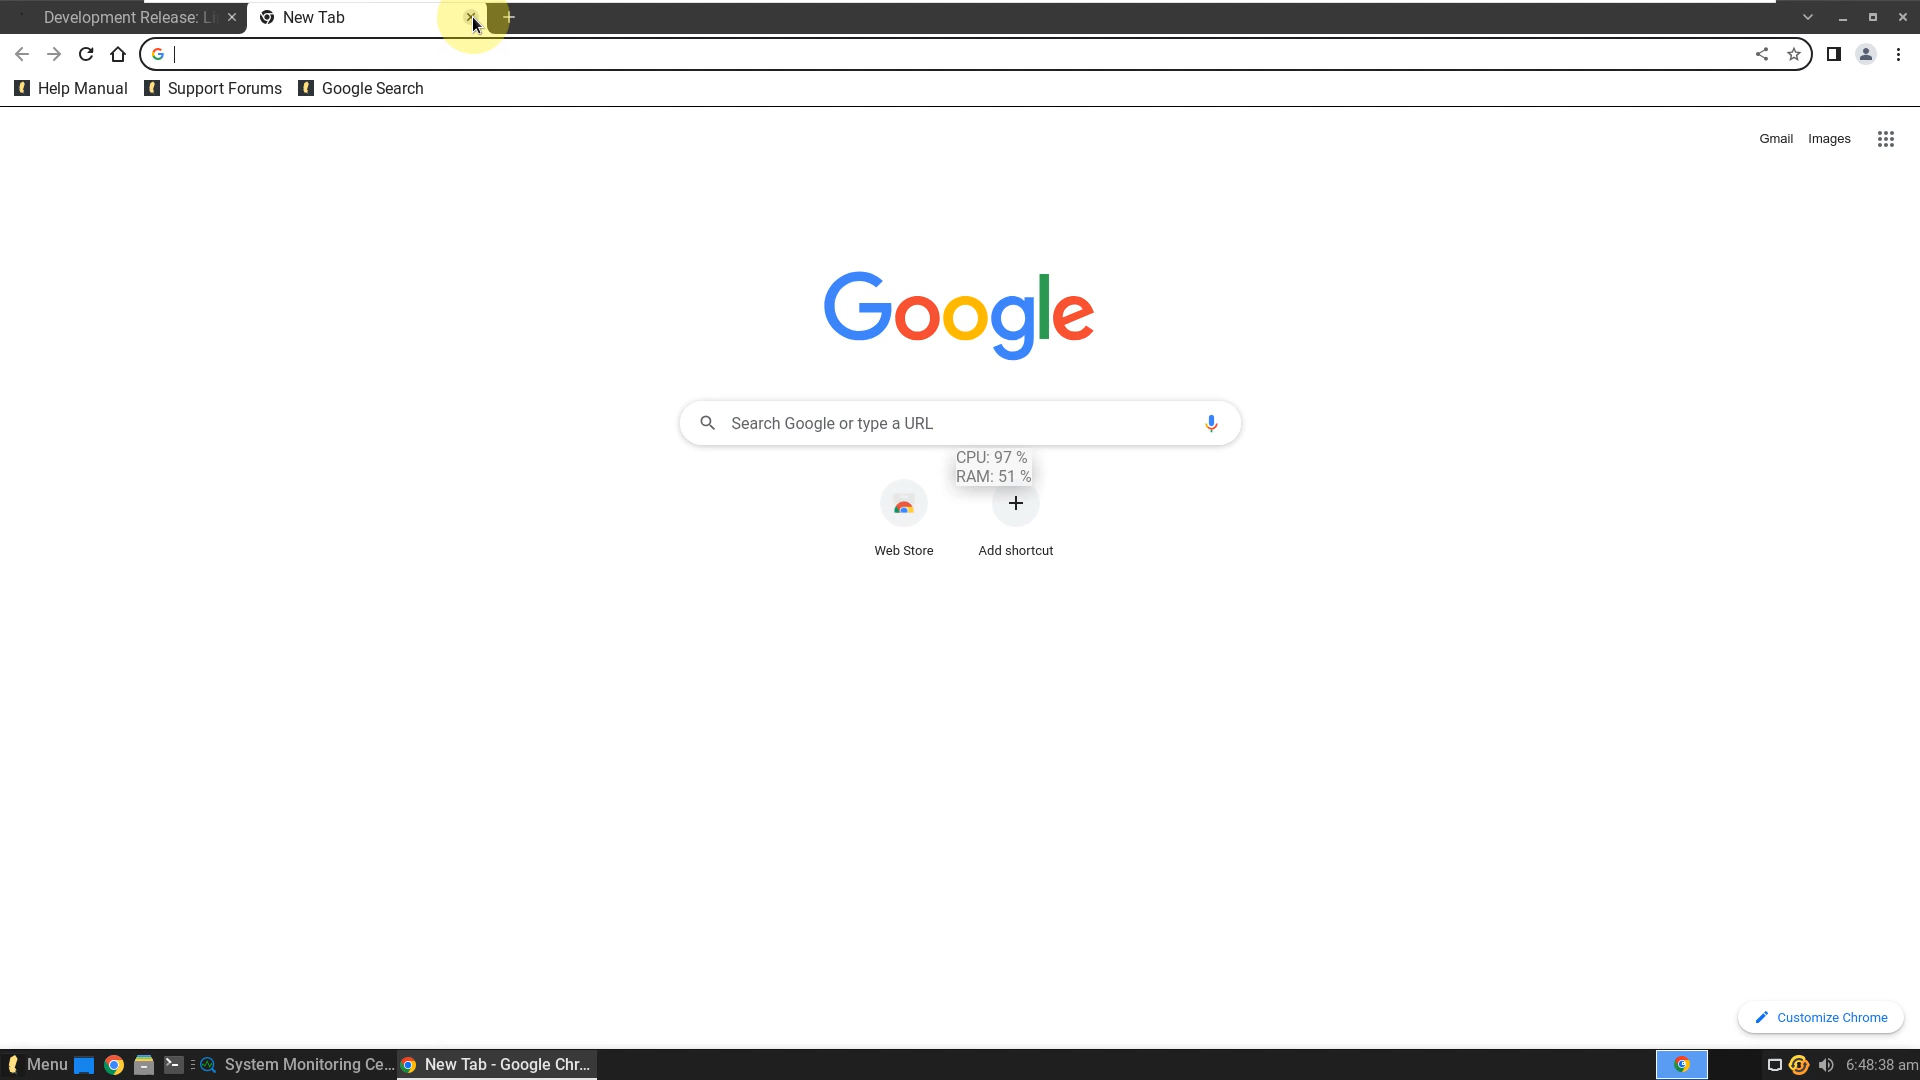 Development Release: Li
New Tab
Help Manual
Support Forums
Google Search
Gmail
Images
Google
Search Google or type a URL
CPU: 97 %
RAM: 51 %
Web Store
Add shortcut
Customize Chrome
Menu
System Monitoring Ce...
New Tab - Google Chr...
6:48:38 am